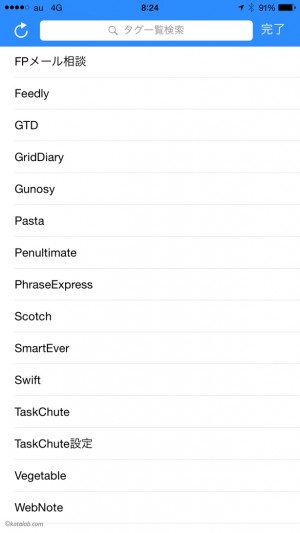 au 4G 8:24 91%
タグ一覧検索 完了
FPメール相談
Feedly
GTD
GridDiary
Gunosy
Pasta
Penultimate
PhraseExpress
Scotch
SmartEver
Swift
TaskChute
TaskChute設定
Vegetable
WebNote
©kotalab.com